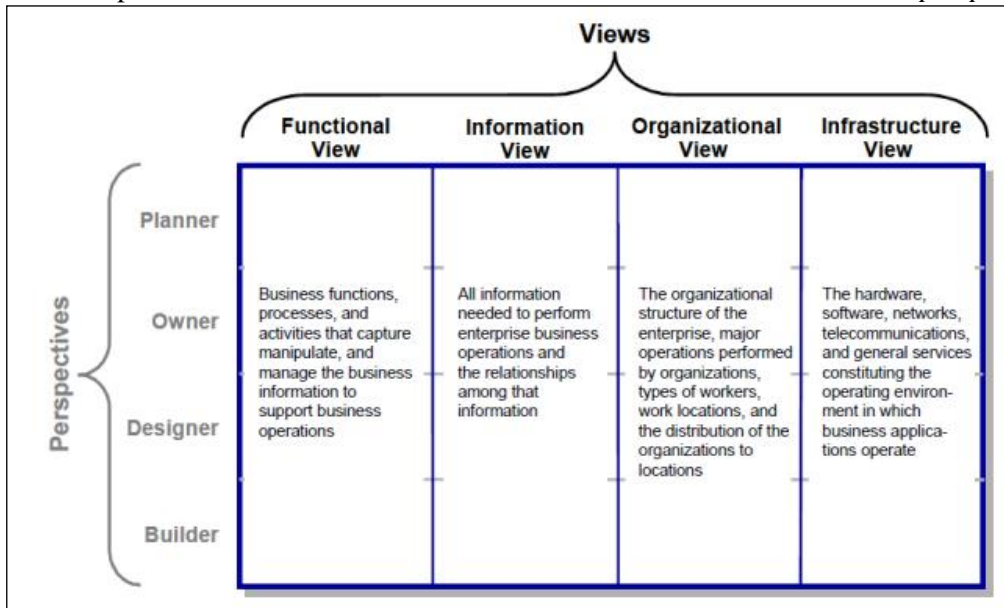 Views
Functional
View
Information
View
Organizational
View
Infrastructure
View
Perspectives
Planner
Owner
Designer
Builder
Business functions,
processes, and
activities that capture
manipulate, and
manage the business
information to
support business
operations
All information
needed to perform
enterprise business
operations and
the relationships
among that
information
The organizational
structure of the
enterprise, major
operations performed
by organizations,
types of workers,
work locations, and
the distribution of the
organizations to
locations
The hardware,
software, networks,
telecommunications,
and general services
constituting the
operating environ-
ment in which
business applica-
tions operate